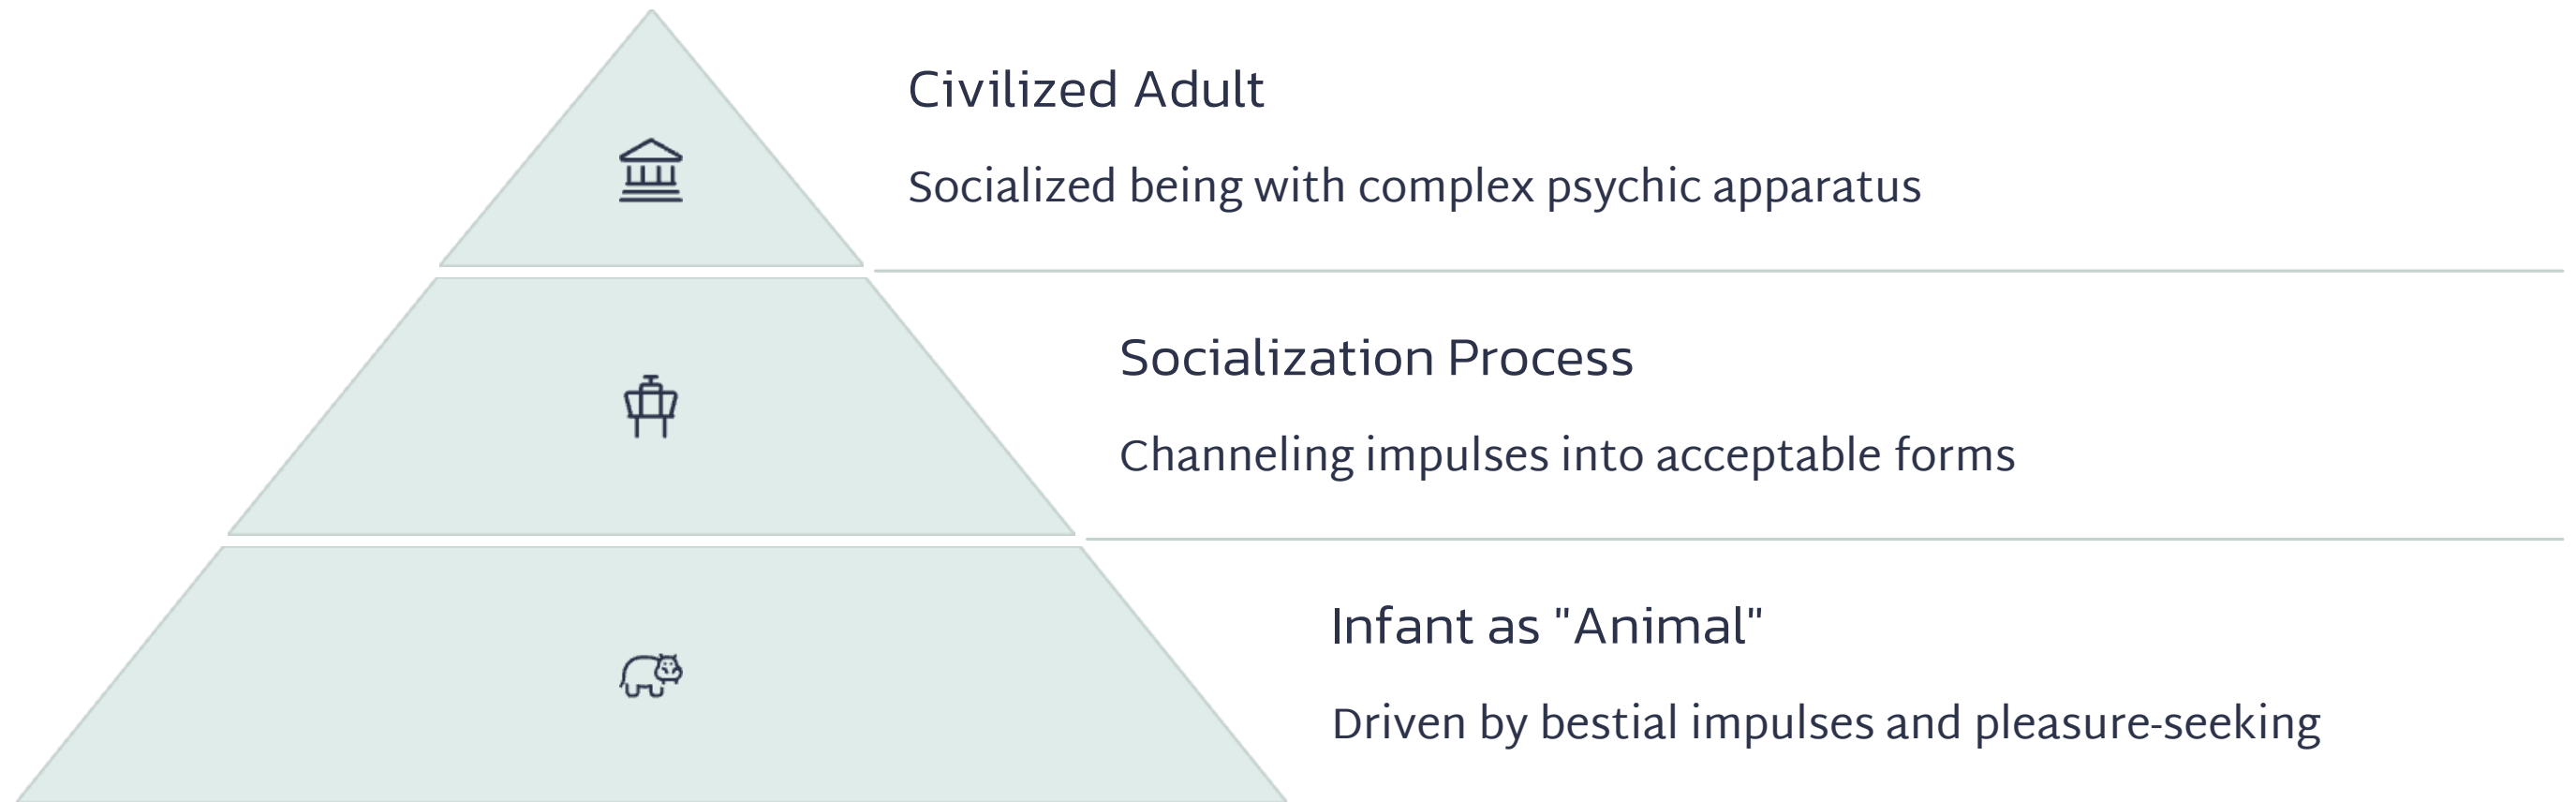 Civilized Adult
Socialized being with complex psychic apparatus
Socialization Process
Channeling impulses into acceptable forms
Infant as "Animal"
Driven by bestial impulses and pleasure-seeking